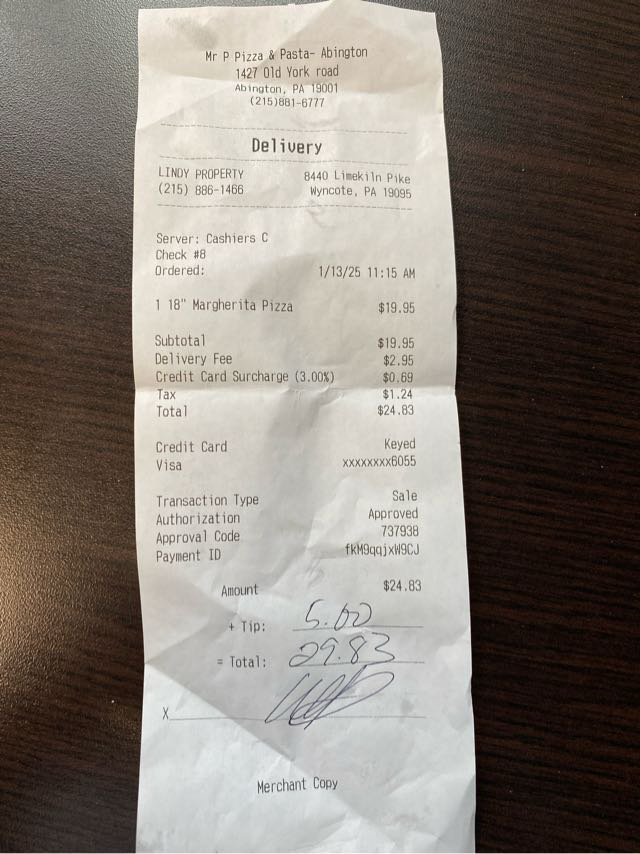 Mr P Pizza & Pasta- Abington
1427 Old York road
Abington, PA 19001
(215)881-6777
Delivery
LINDY PROPERTY 8440 Limekiln Pike
(215) 886-1466 Wyncote, PA 19095
Server: Cashiers C
Check #8
Ordered: 1/13/25 11:15 AM
1 18" Margherita Pizza $19.95
Subtotal $19.95
Delivery Fee $2.95
Credit Card Surcharge (3.00%) $0.69
Tax $1.24
Total $24.83
Credit Card Keyed
Visa xxxxxxxx6055
Transaction Type Sale
Authorization Approved
Approval Code 737938
Payment ID fkM9qqjxW9CJ
Amount $24.83
+ Tip: 5.00
= Total: 29.83
X
Merchant Copy